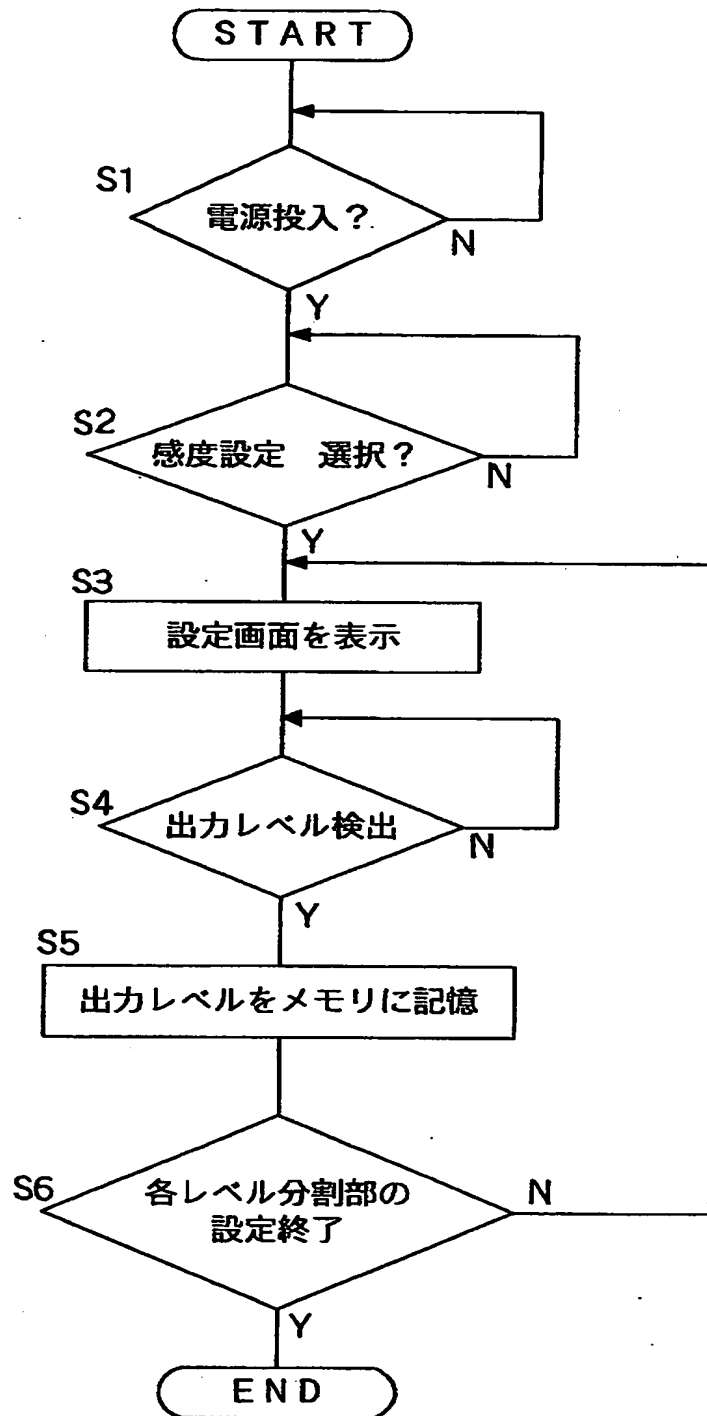 START
S1
電源投入?
N
Y
S2
感度設定　選択?
N
Y
S3
設定画面を表示
S4
出力レベル検出
N
Y
S5
出力レベルをメモリに記憶
S6
各レベル分割部の
設定終了
N
Y
END